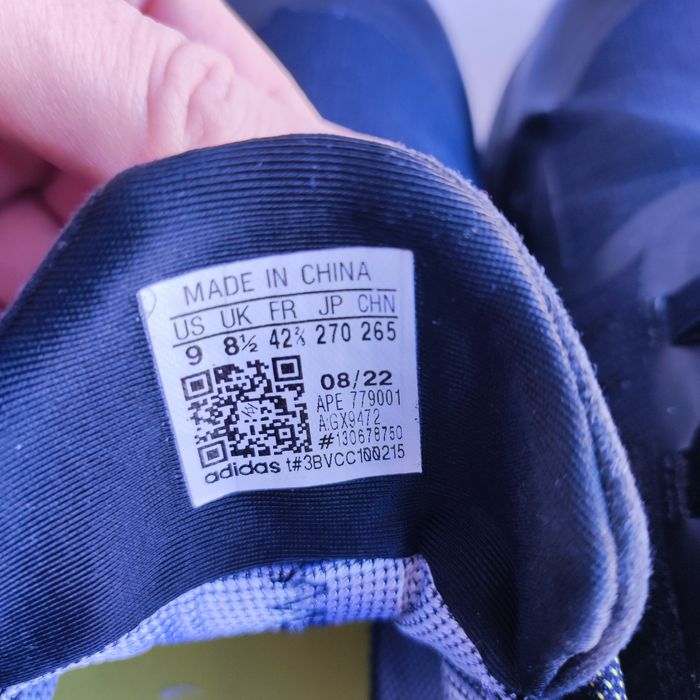 MADE IN CHINA
US UK FR JP CHN
9 8½ 42⅔ 270 265
08/22
APE 779001
A:GX9472
#130678750
adidas t#3BVCC100215